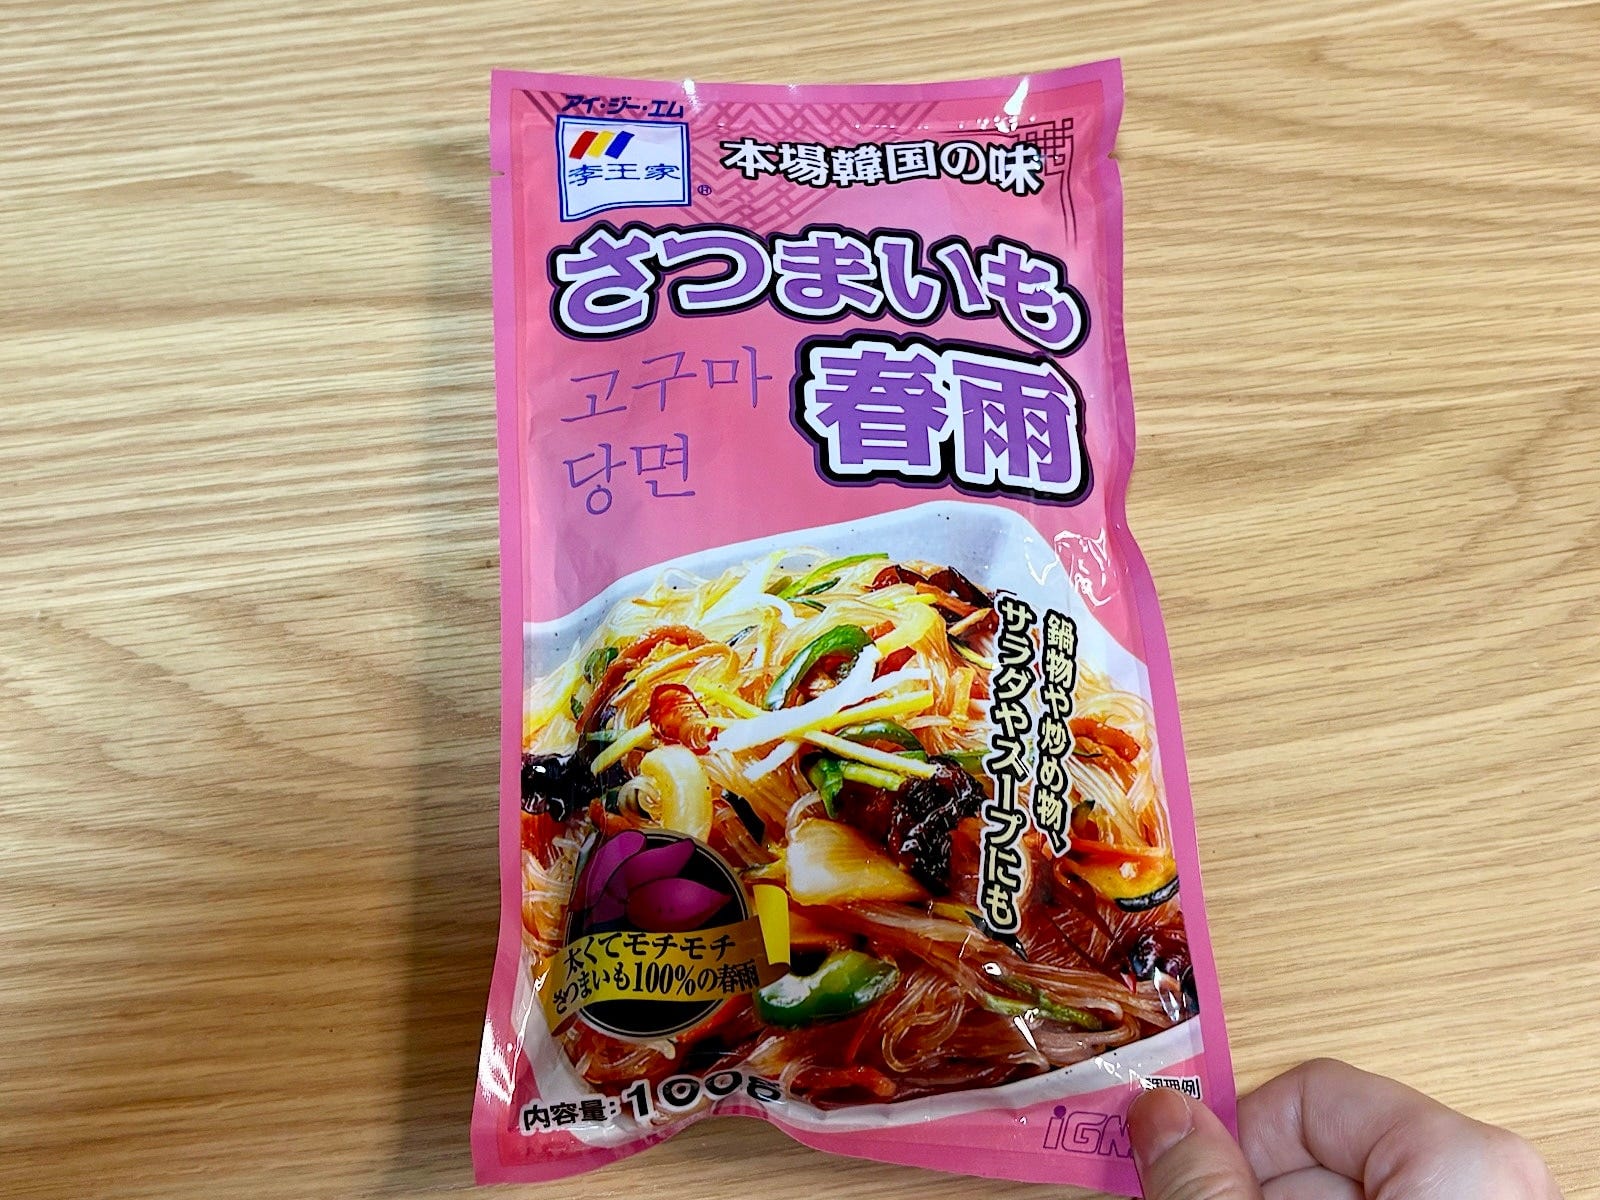 アイ・ジー・エム
李王家
®
本場韓国の味
さつまいも
春雨
고구마
당면
鍋物や炒め物、
サラダやスープにも
太くてモチモチ
さつまいも100%の春雨
内容量:100g
調理例